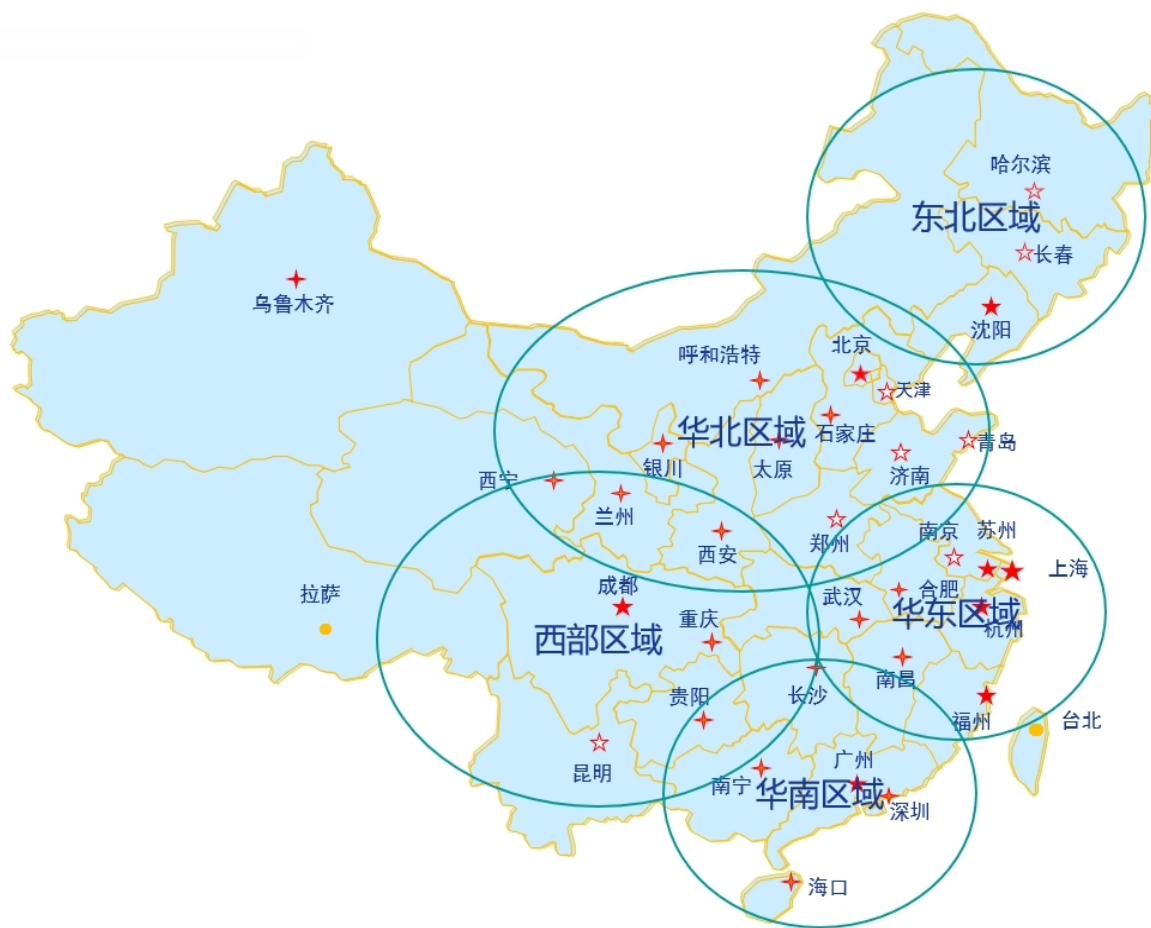 哈尔滨
东北区域
长春
乌鲁木齐
沈阳
北京
呼和浩特
天津
华北区域
石家庄
青岛
银川
太原
济南
西宁
兰州
郑州
南京
苏州
西安
上海
成都
拉萨
合肥
武汉
华东区域
重庆
杭州
西部区域
南昌
贵阳
长沙
福州
台北
广州
昆明
南宁
华南区域
深圳
海口